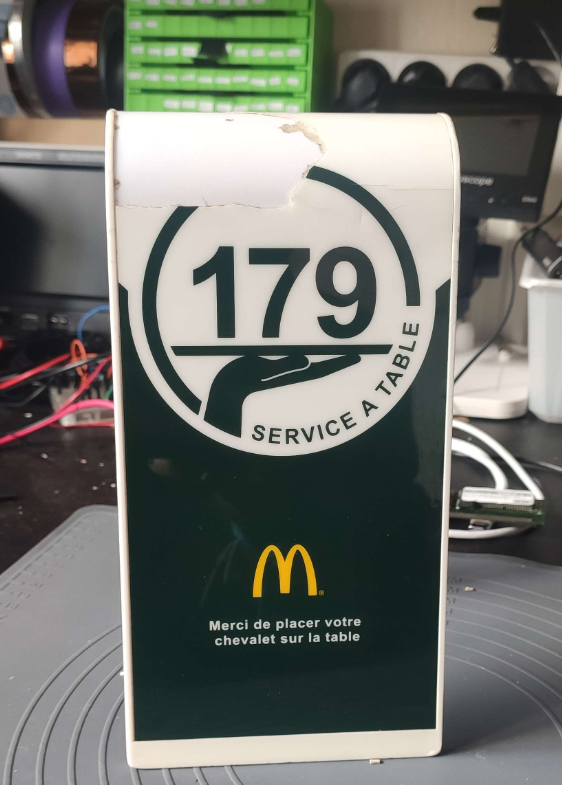 179
SERVICE A TABLE
Merci de placer votre
chevalet sur la table